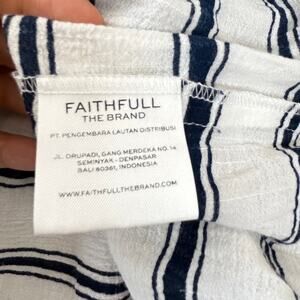 FAITHFULL
THE BRAND
PT. PENGEMBARA LAUTAN DISTRIBUSI
JL. DRUPADI, GANG MERDEKA NO. 14
SEMINYAK - DENPASAR
BALI 80361, INDONESIA
WWW.FAITHFULLTHEBRAND.COM